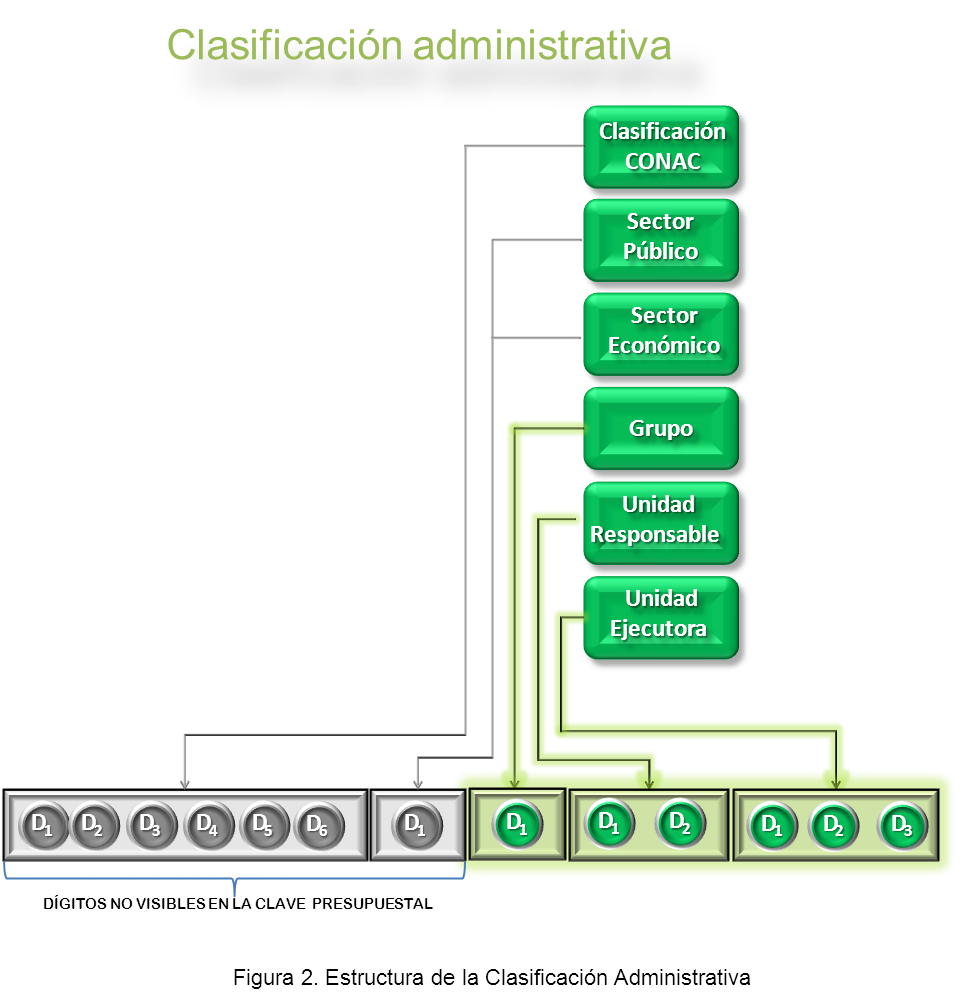 Clasificación administrativa
Clasificación
CONAC
Sector
Público
Sector
Económico
Grupo
Unidad
Responsable
Unidad
Ejecutora
D1 D2 D3 D4 D5 D6 D1 D1 D1 D2 D1 D2 D3
DÍGITOS NO VISIBLES EN LA CLAVE PRESUPUESTAL
Figura 2. Estructura de la Clasificación Administrativa